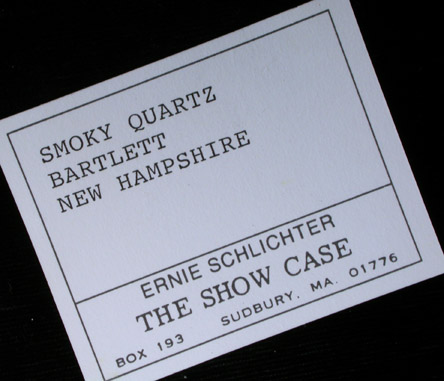 SMOKY QUARTZ
BARTLETT
NEW HAMPSHIRE
ERNIE SCHLICHTER
THE SHOW CASE
BOX 193 SUDBURY, MA. 01776